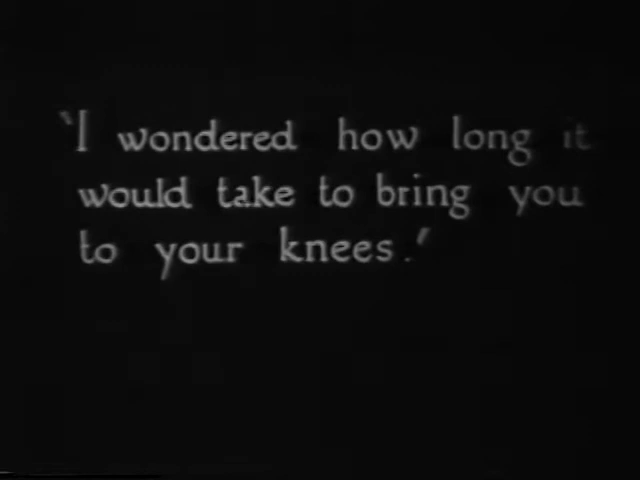 "I wondered how long it
would take to bring you
to your knees."